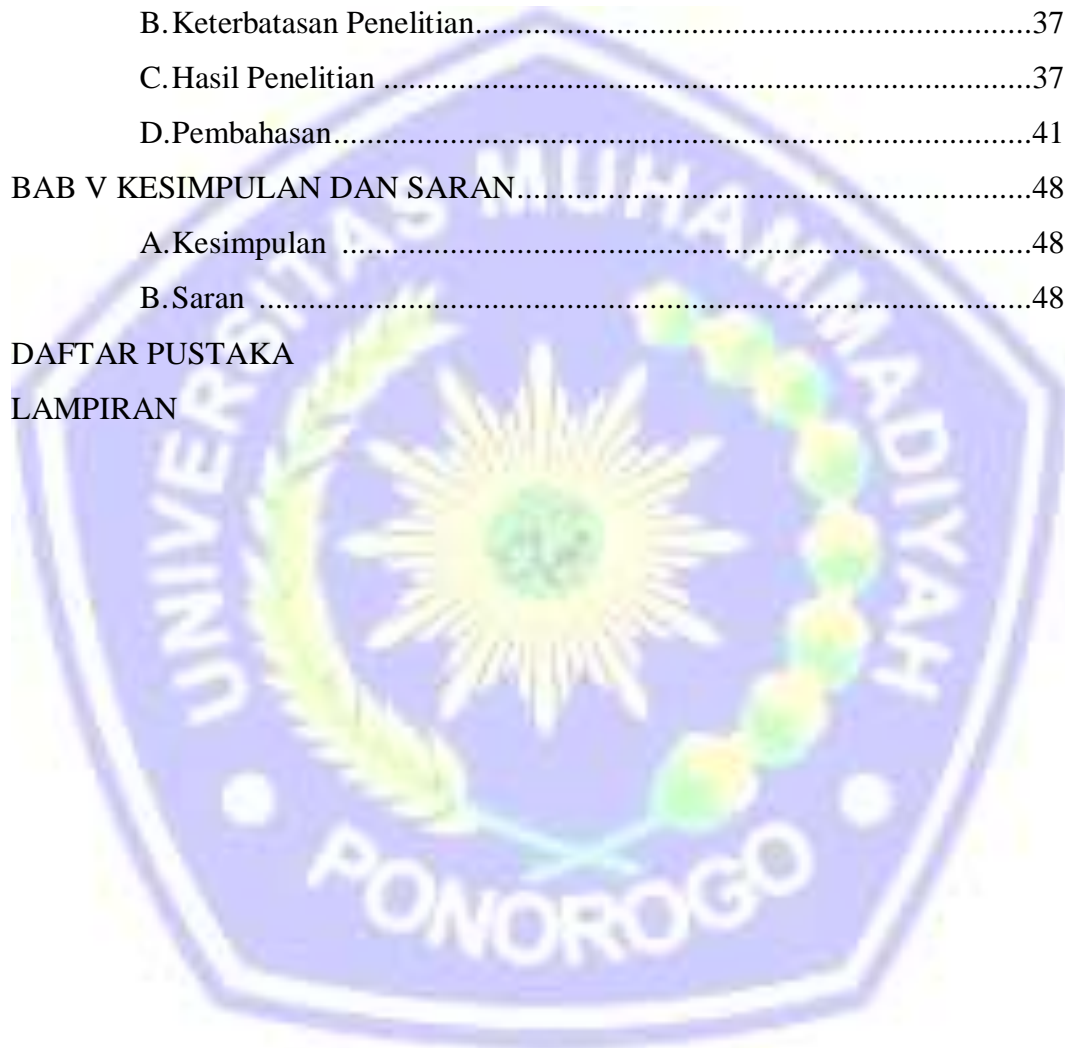 B. Keterbatasan Penelitian.....................................................................37
C. Hasil Penelitian ................................................................................37
D. Pembahasan......................................................................................41
BAB V KESIMPULAN DAN SARAN................................................................48
A. Kesimpulan .....................................................................................48
B. Saran ................................................................................................48
DAFTAR PUSTAKA
LAMPIRAN
UNIVERSITAS MUHAMMADIYAH
PONOROGO